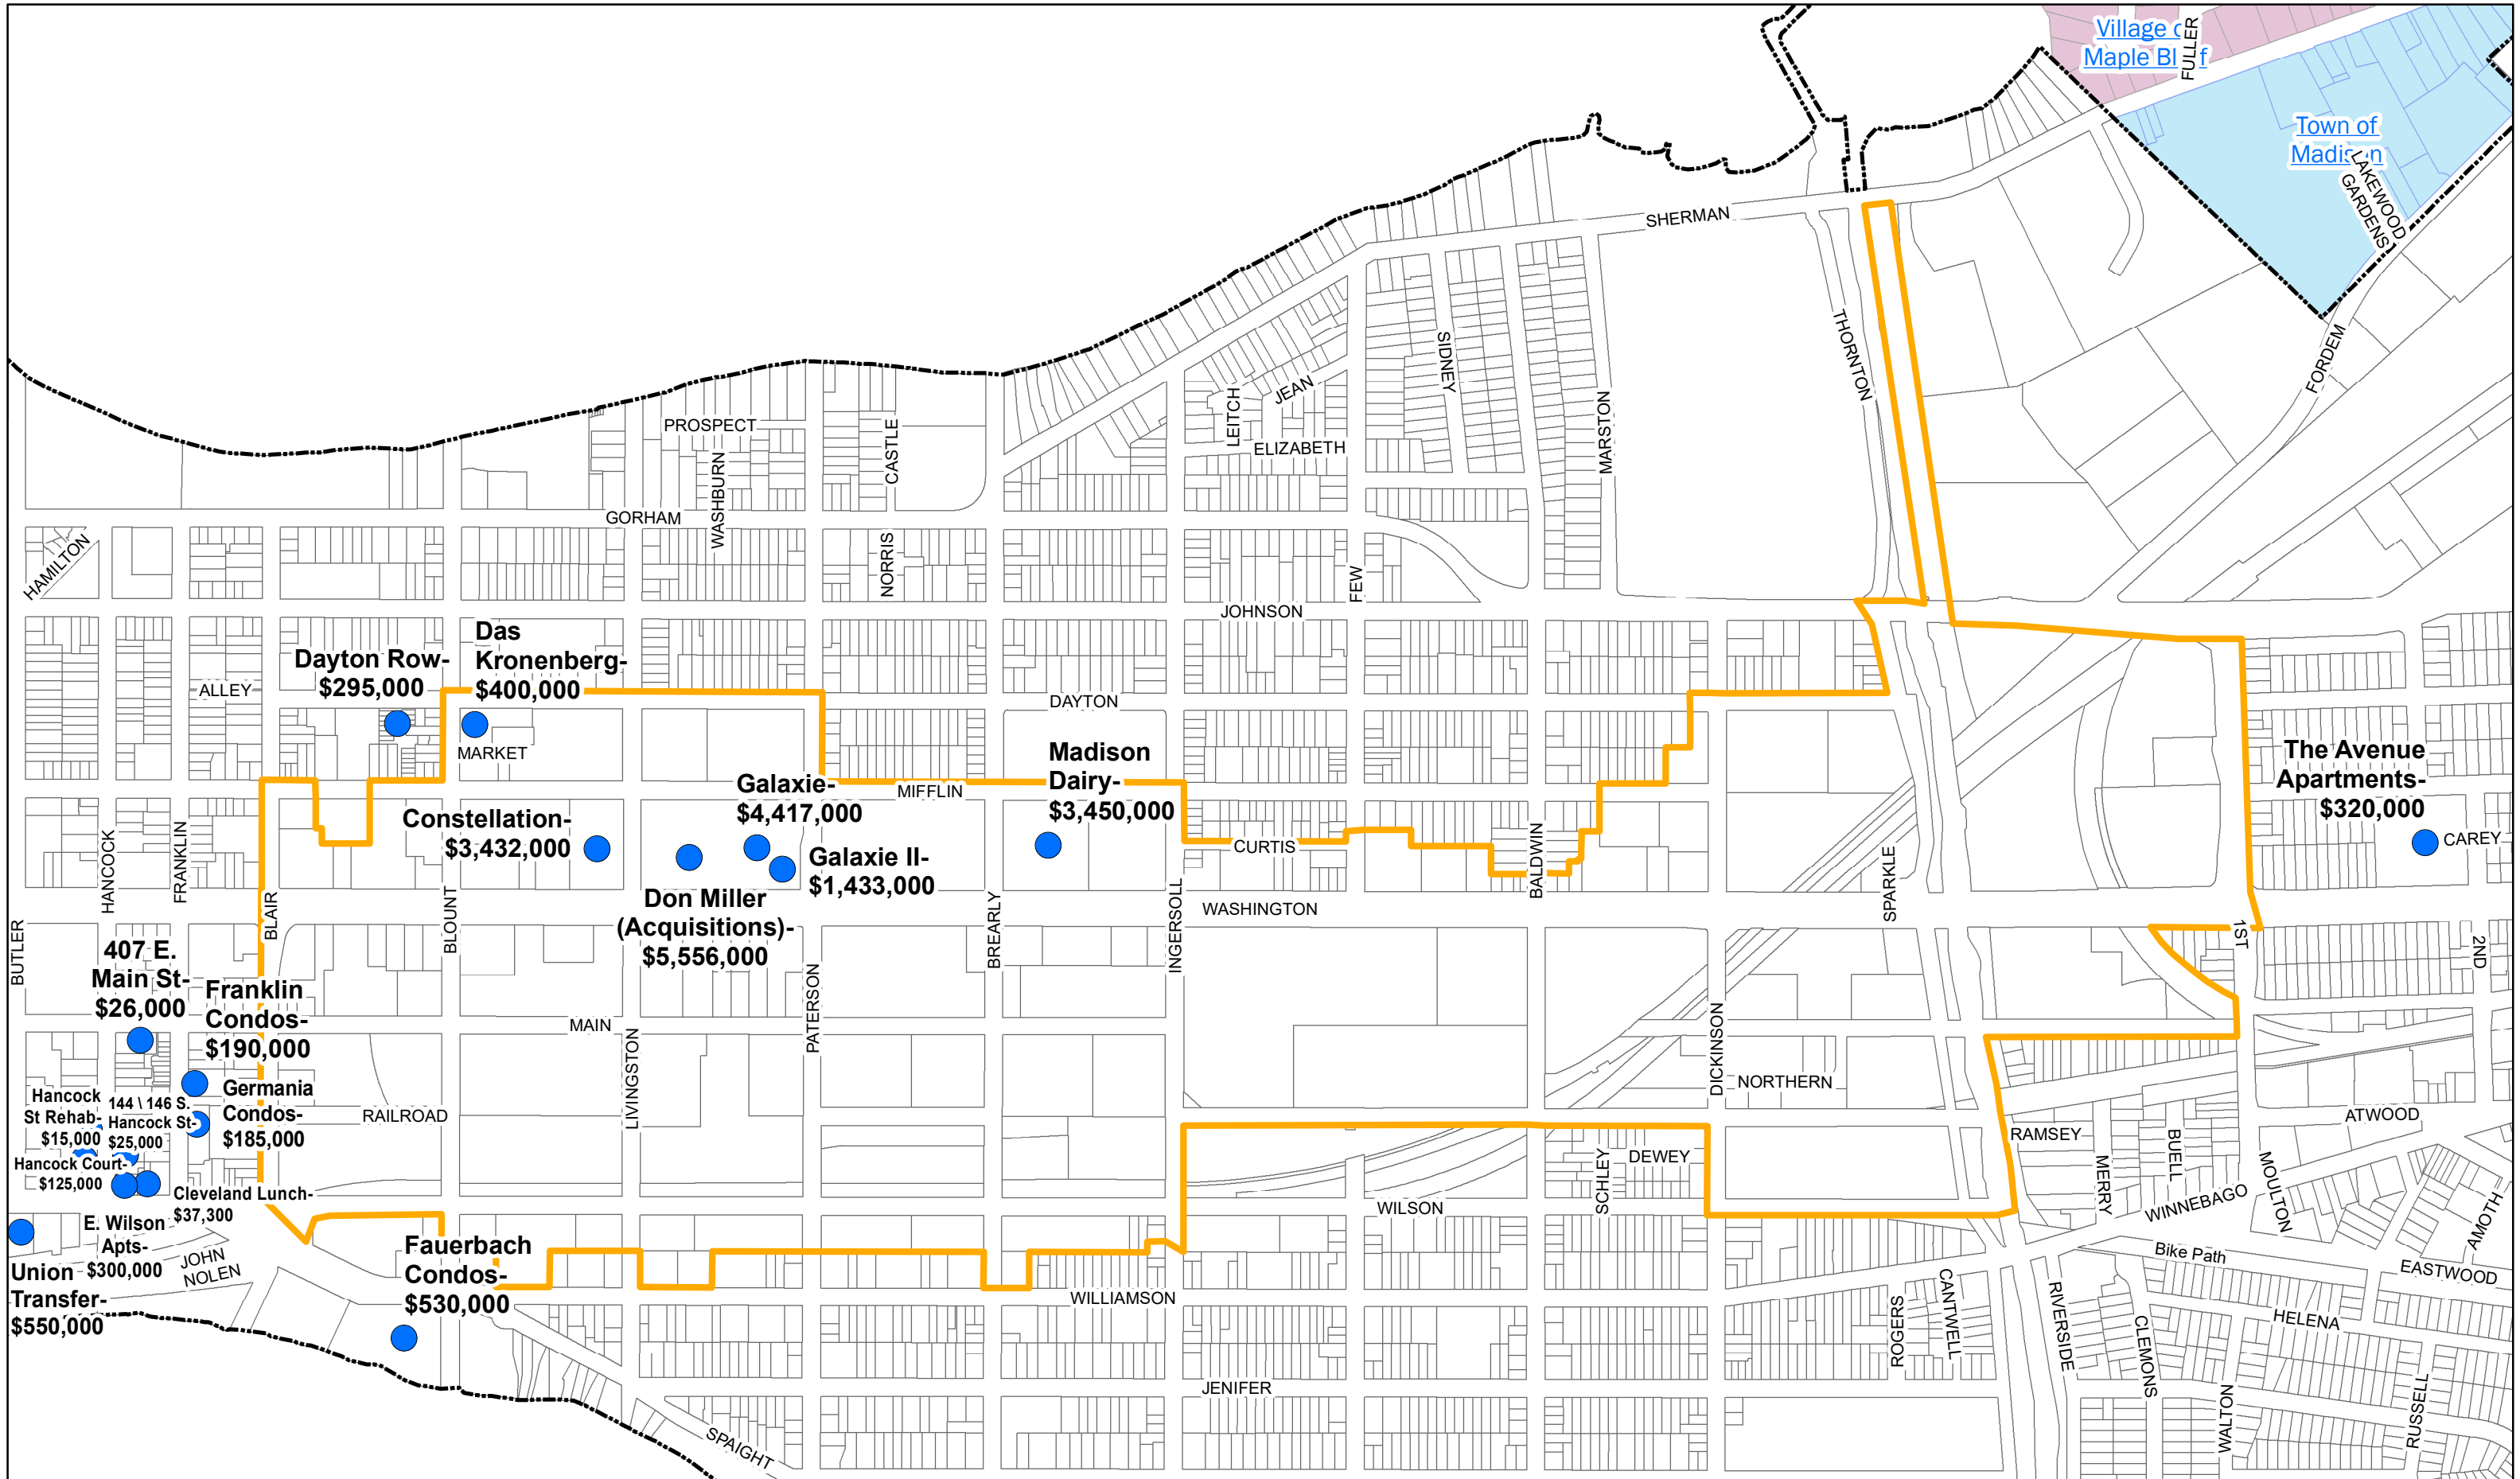 Village o
Maple Bl f
FULLER
Town of
Madis n
LAKEWOOD
GARDENS
SHERMAN
THORNTON
FORDEM
SIDNEY
JEAN
LEITCH
ELIZABETH
MARSTON
PROSPECT
CASTLE
WASHBURN
GORHAM
NORRIS
HAMILTON
FEW
JOHNSON
Das
Kronenberg-
$400,000
Dayton Row-
$295,000
ALLEY
DAYTON
MARKET
Madison
Dairy-
$3,450,000
MIFFLIN
Galaxie-
$4,417,000
The Avenue
Apartments-
$320,000
CAREY
Constellation-
$3,432,000
CURTIS
Galaxie II-
$1,433,000
HANCOCK
FRANKLIN
BALDWIN
SPARKLE
Don Miller
(Acquisitions)-
$5,556,000
BLAIR
BLOUNT
BREARLY
INGERSOLL
WASHINGTON
BUTLER
1ST
2ND
407 E.
Main St-
$26,000
Franklin
Condos-
$190,000
MAIN
PATERSON
LIVINGSTON
DICKINSON
NORTHERN
Germania
Condos-
$185,000
Hancock
St Rehab-
$15,000
144 \ 146 S.
Hancock St-
$25,000
RAILROAD
ATWOOD
RAMSEY
BUELL
MERRY
DEWEY
SCHLEY
MOULTON
Hancock Court-
$125,000
Cleveland Lunch-
$37,300
WILSON
WINNEBAGO
AMOTH
E. Wilson
Apts-
$300,000
JOHN
NOLEN
Fauerbach
Condos-
$530,000
Union
Transfer-
$550,000
Bike Path
EASTWOOD
WILLIAMSON
RIVERSIDE
CANTWELL
ROGERS
HELENA
CLEMONS
JENIFER
RUSSELL
WALTON
SPAIGHT